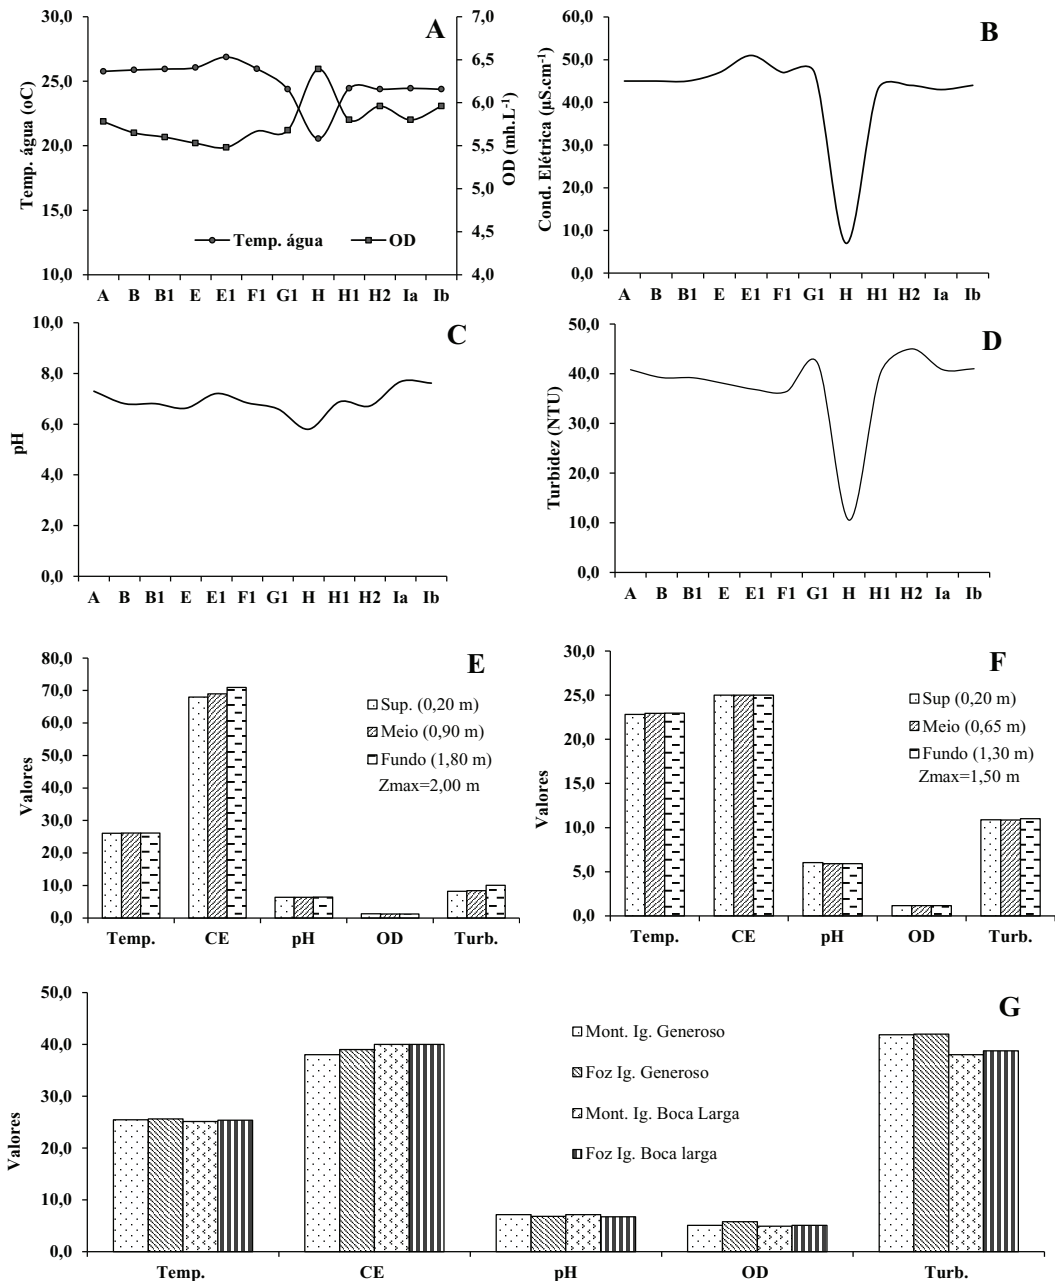 A
Temp. água (oC)
30,0
25,0
20,0
15,0
10,0
7,0
6,5
6,0
5,5
5,0
4,5
4,0
OD (mh.L-1)
Temp. água
OD
A B B1 E E1 F1 G1 H H1 H2 Ia Ib
B
Cond. Elétrica (µS.cm-1)
60,0
50,0
40,0
30,0
20,0
10,0
0,0
A B B1 E E1 F1 G1 H H1 H2 Ia Ib
C
pH
10,0
8,0
6,0
4,0
2,0
0,0
A B B1 E E1 F1 G1 H H1 H2 Ia Ib
D
Turbidez (NTU)
50,0
40,0
30,0
20,0
10,0
0,0
A B B1 E E1 F1 G1 H H1 H2 Ia Ib
E
Valores
80,0
70,0
60,0
50,0
40,0
30,0
20,0
10,0
0,0
Sup. (0,20 m)
Meio (0,90 m)
Fundo (1,80 m)
Zmax=2,00 m
Temp. CE pH OD Turb.
F
Valores
30,0
25,0
20,0
15,0
10,0
5,0
0,0
Sup (0,20 m)
Meio (0,65 m)
Fundo (1,30 m)
Zmax=1,50 m
Temp. CE pH OD Turb.
G
Valores
50,0
40,0
30,0
20,0
10,0
0,0
Mont. Ig. Generoso
Foz Ig. Generoso
Mont. Ig. Boca Larga
Foz Ig. Boca larga
Temp. CE pH OD Turb.